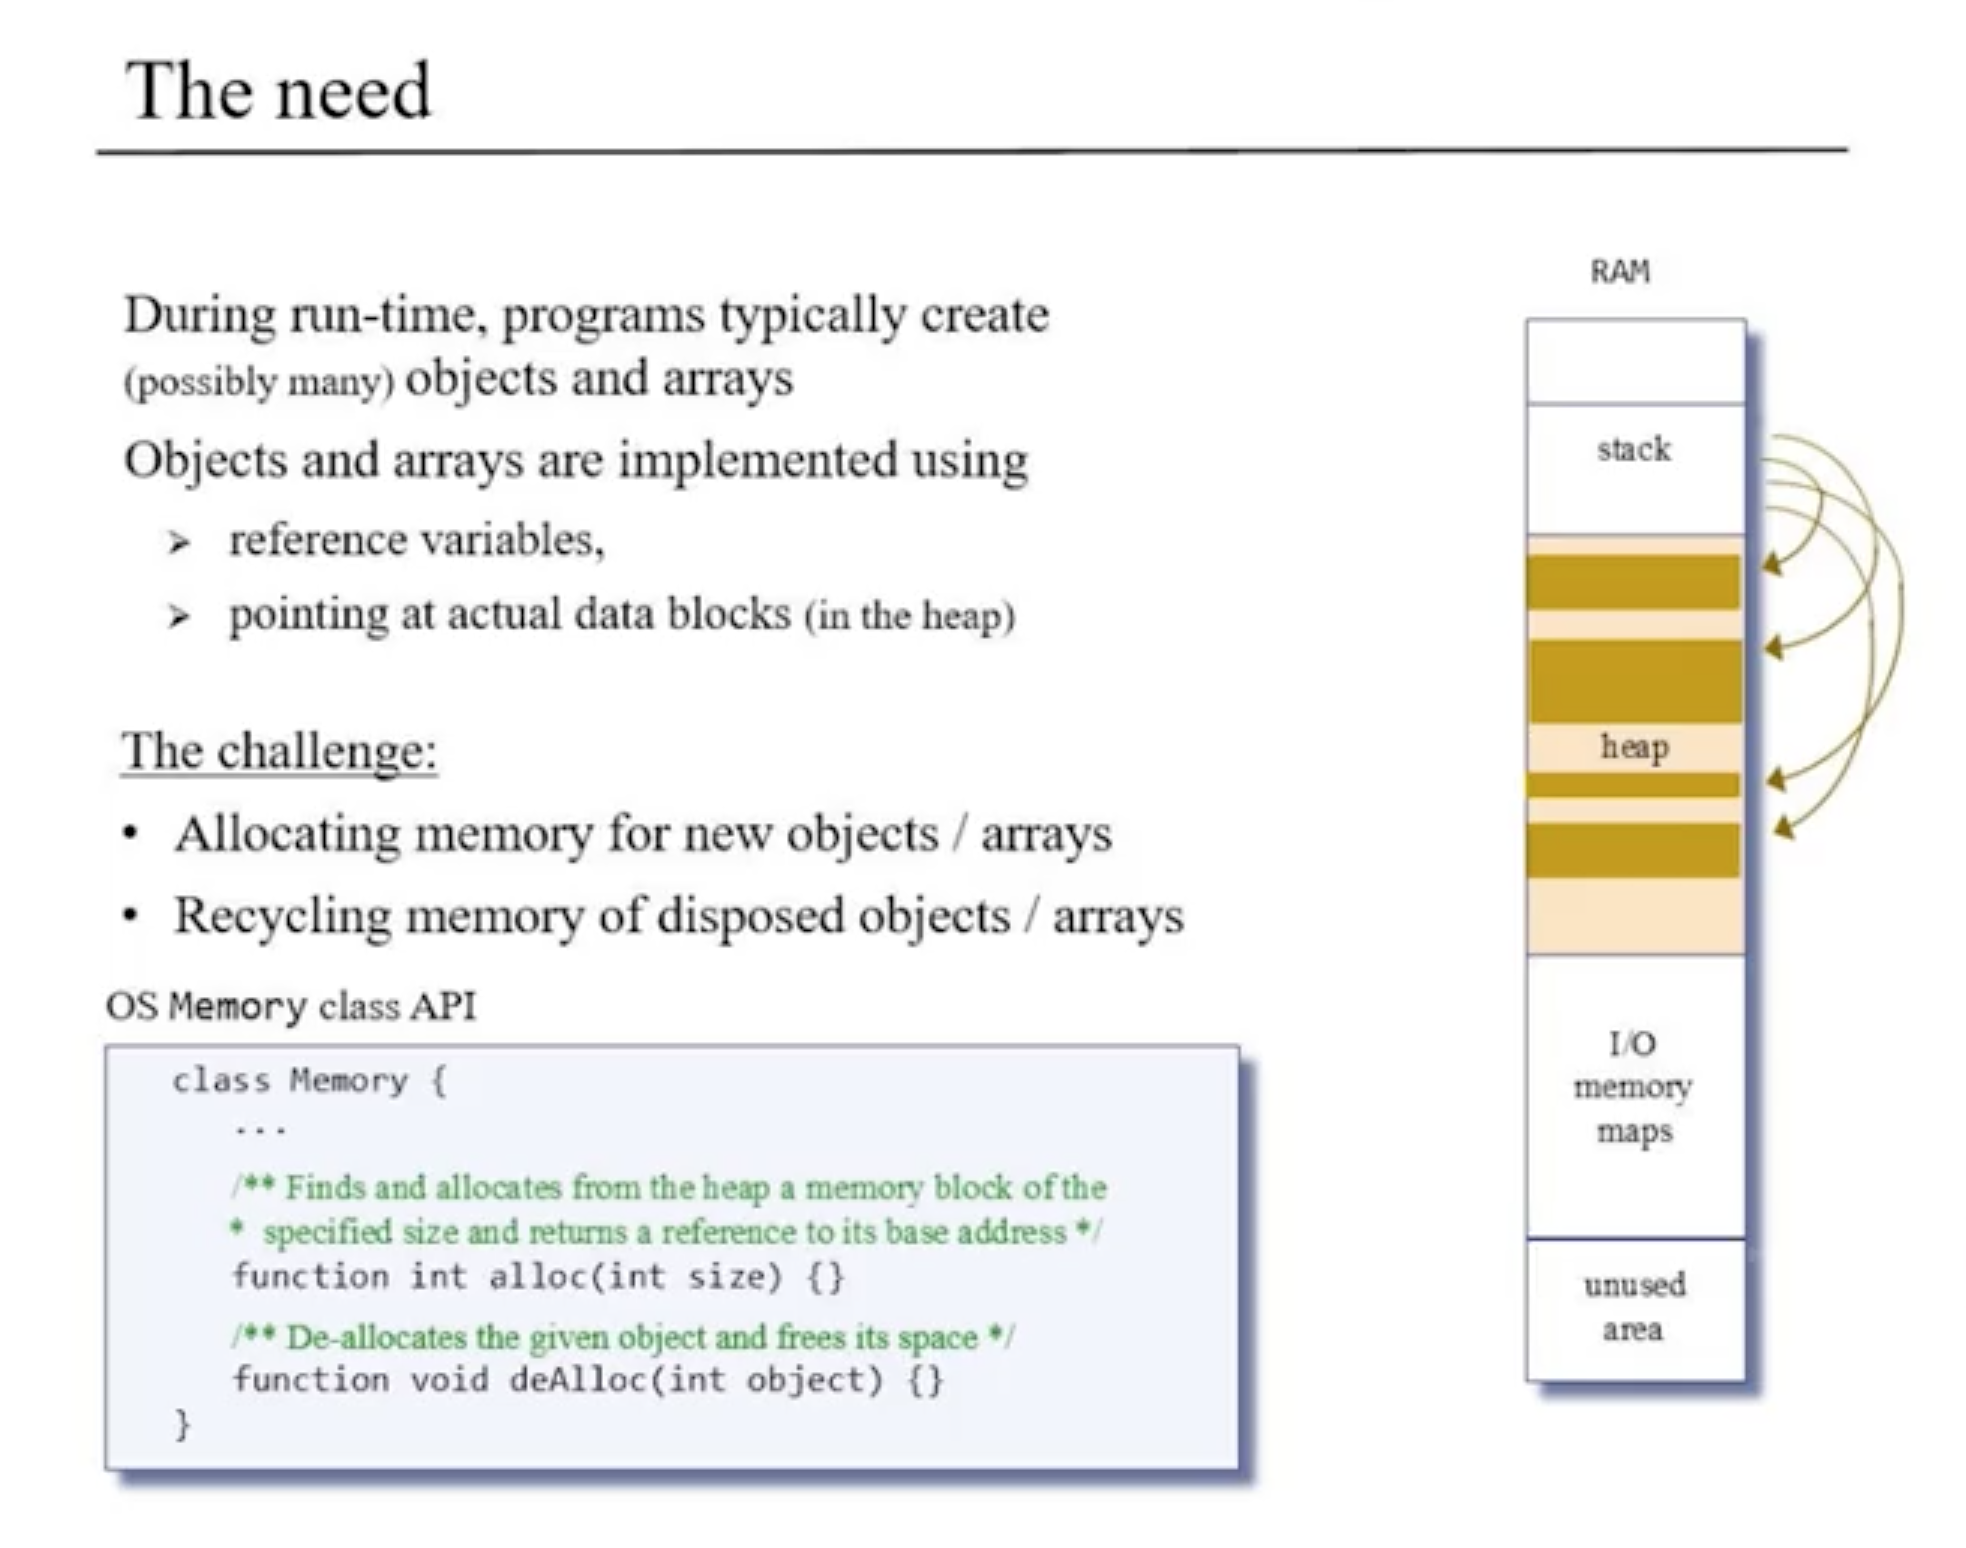 The need
During run-time, programs typically create
(possibly many) objects and arrays
Objects and arrays are implemented using
➢ reference variables,
➢ pointing at actual data blocks (in the heap)
The challenge:
• Allocating memory for new objects / arrays
• Recycling memory of disposed objects / arrays
OS Memory class API
class Memory {
...
/** Finds and allocates from the heap a memory block of the
* specified size and returns a reference to its base address */
function int alloc(int size) {}
/** De-allocates the given object and frees its space */
function void deAlloc(int object) {}
}
RAM
stack
heap
I/O
memory
maps
unused
area